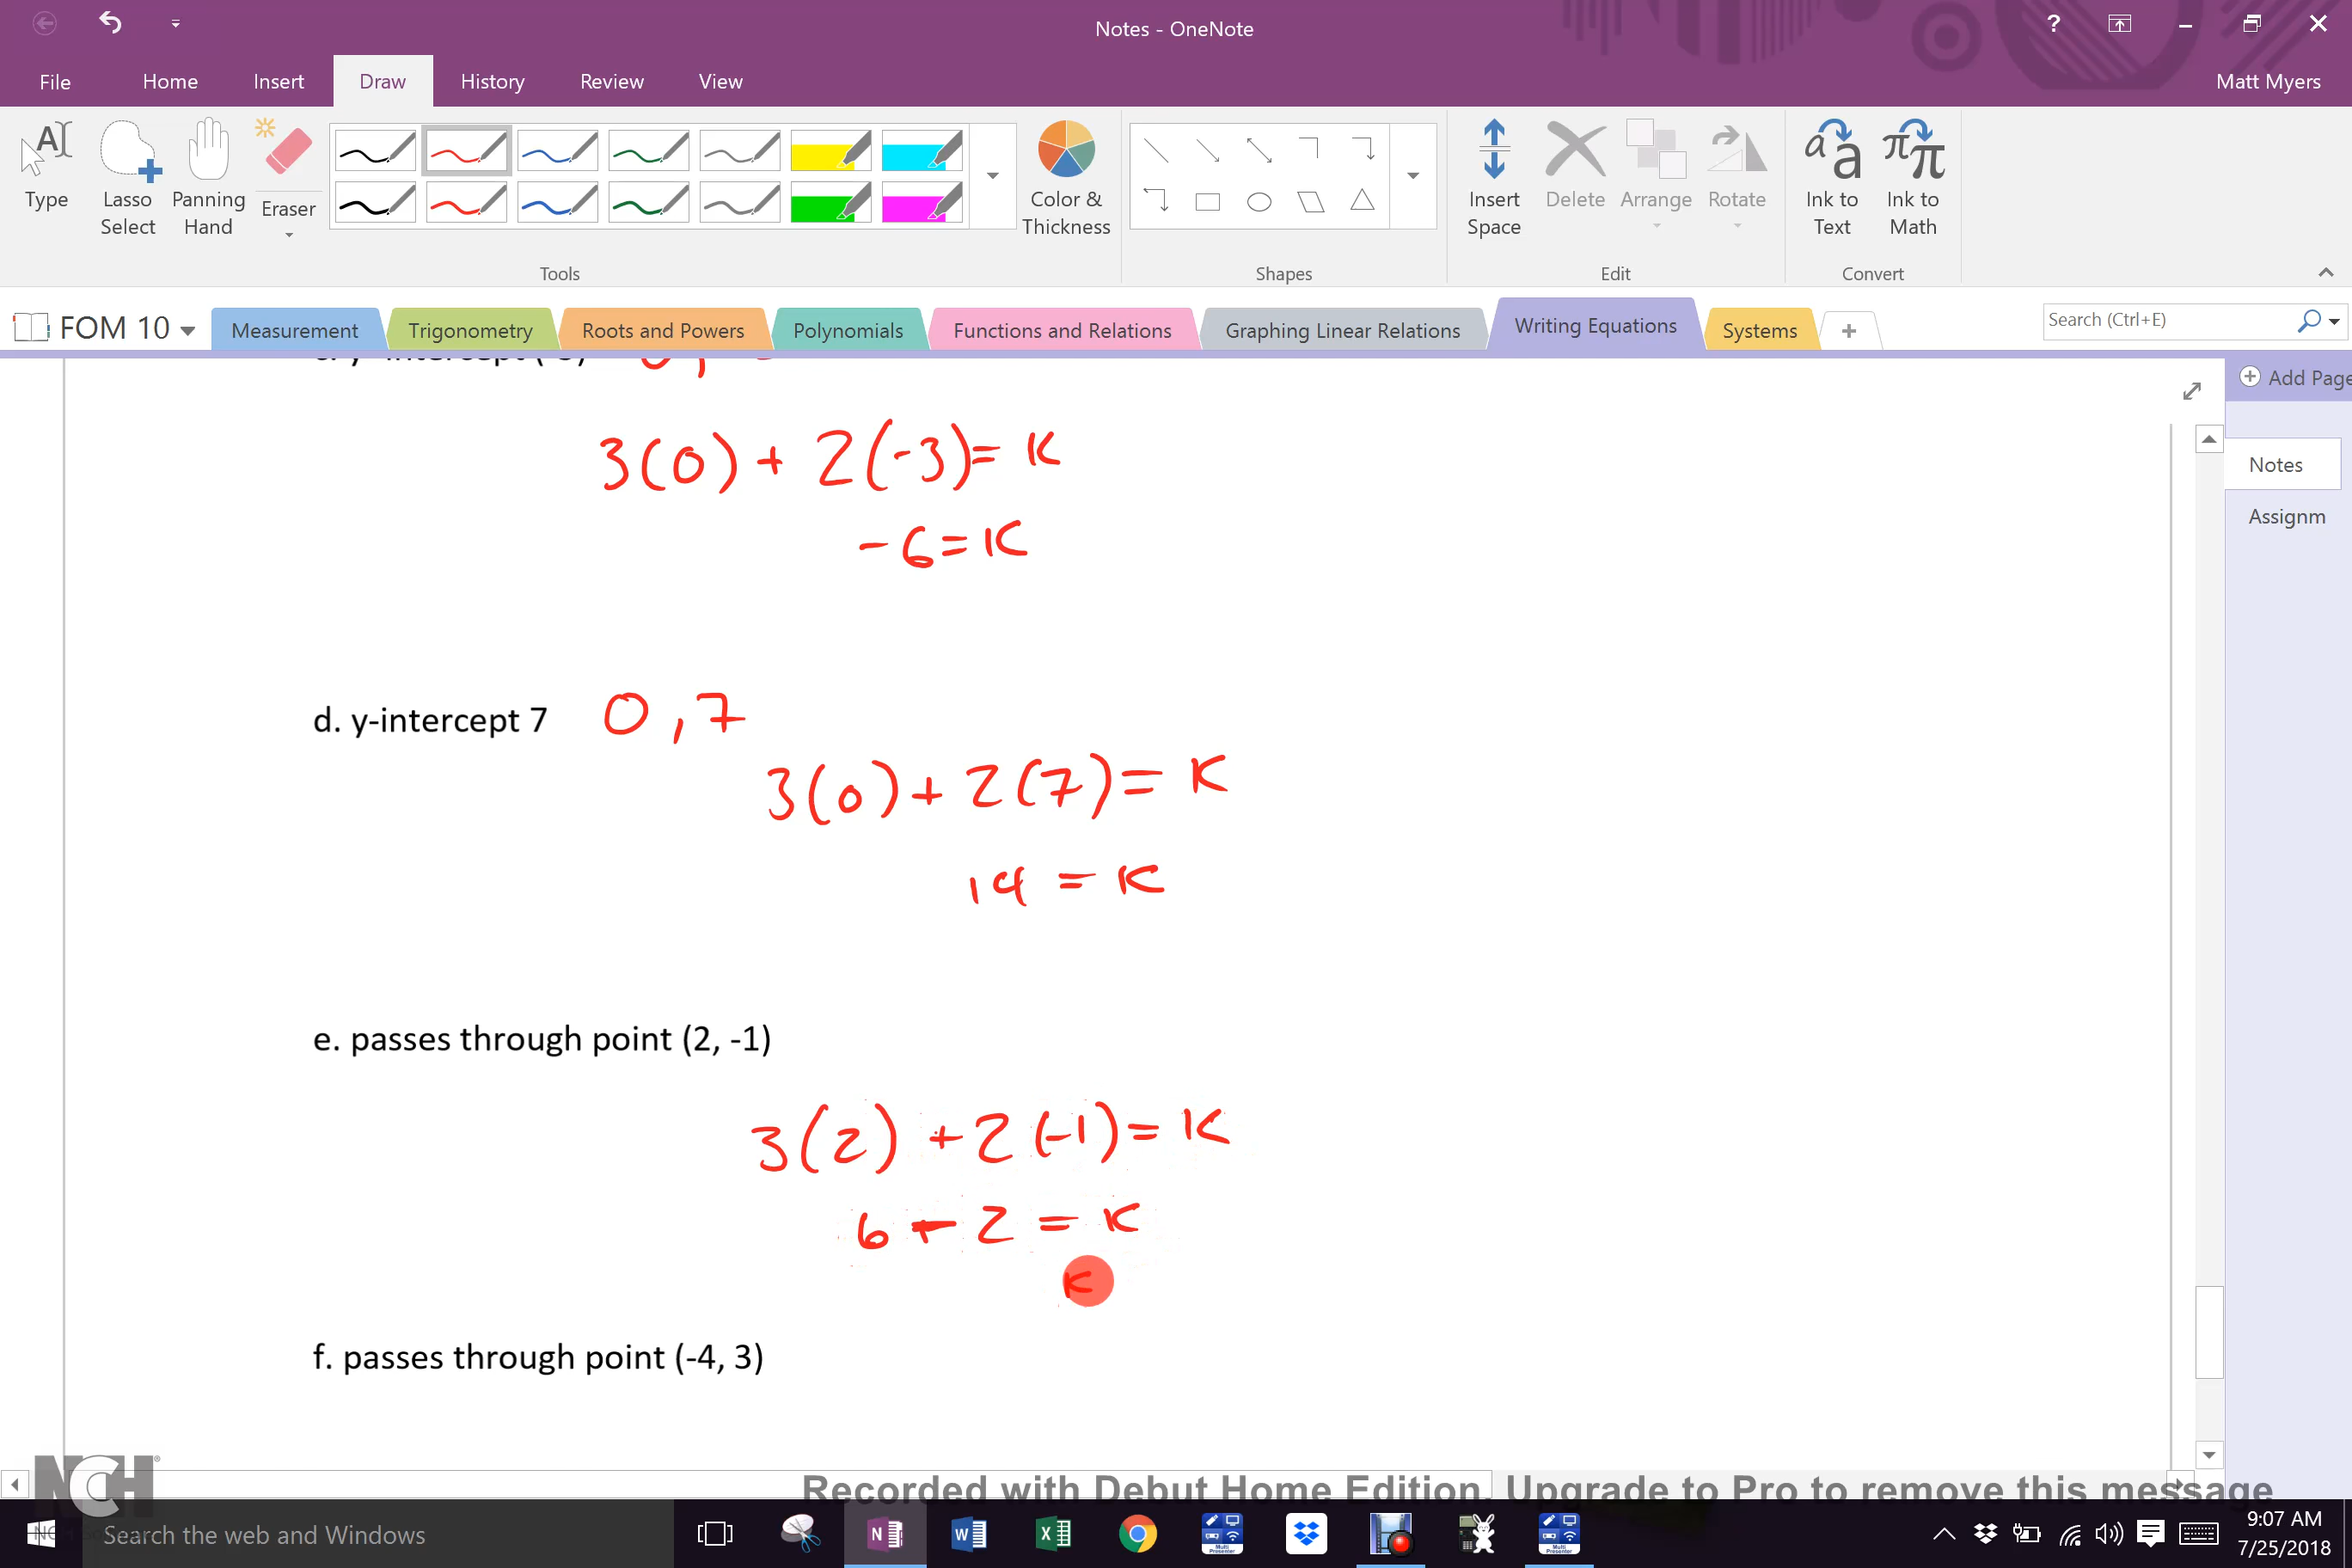 Notes - OneNote
?
File Home Insert Draw History Review View
Matt Myers
Type
Lasso Select
Panning Hand
Eraser
Color & Thickness
Insert Space
Delete
Arrange
Rotate
Ink to Text
Ink to Math
Tools
Shapes
Edit
Convert
FOM 10
Measurement
Trigonometry
Roots and Powers
Polynomials
Functions and Relations
Graphing Linear Relations
Writing Equations
Systems
+
Search (Ctrl+E)
Add Page
Notes
Assignm
3(0) + 2(-3) = K
-6 = K
d. y-intercept 7 0, 7
3(0) + 2(7) = K
14 = K
e. passes through point (2, -1)
3(2) + 2(-1) = K
6 - 2 = K
K
f. passes through point (-4, 3)
NCH
Recorded with Debut Home Edition. Upgrade to Pro to remove this message
Search the web and Windows
9:07 AM
7/25/2018